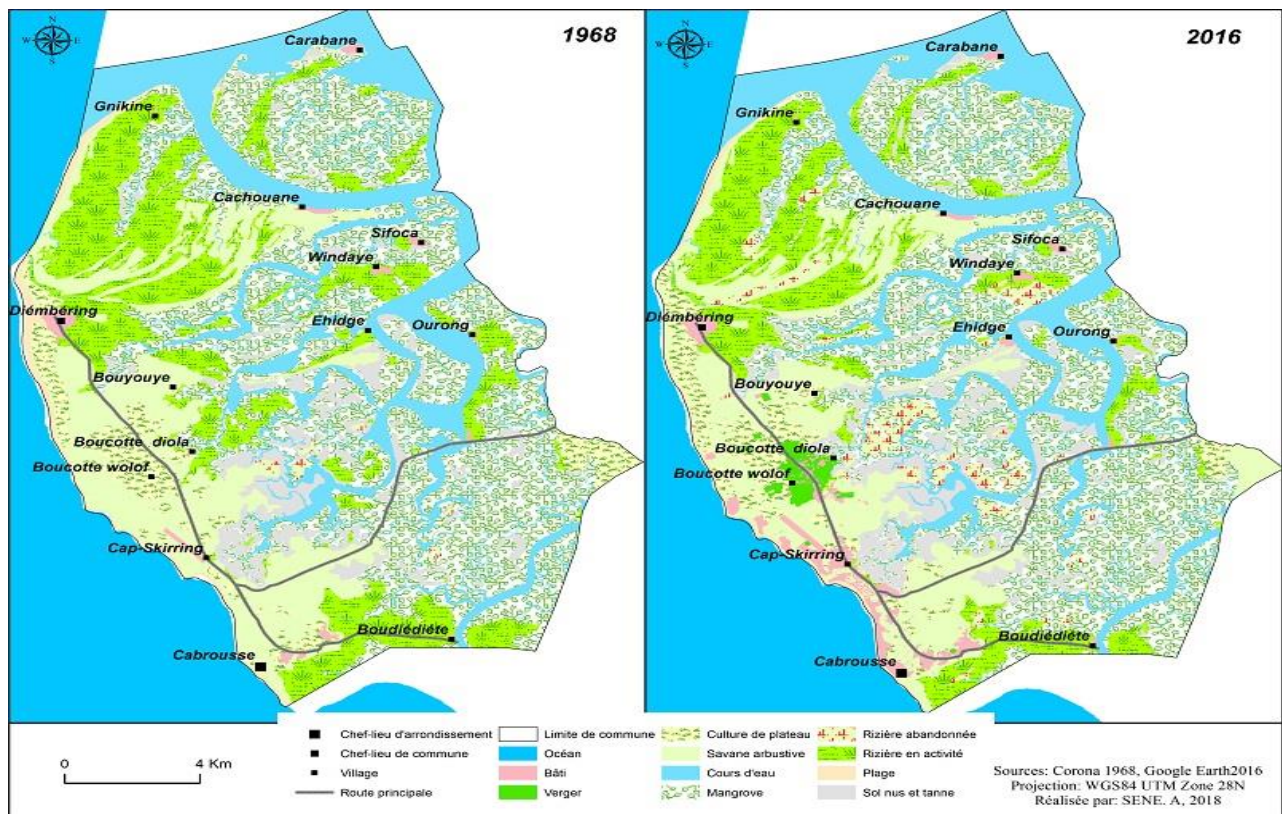 N
W E
S
1968
Carabane
Gnikine
Cachouane
Sifoca
Windaye
Diémbéring
Ehidge
Ourong
Bouyouye
Boucotte diola
Boucotte wolof
Cap-Skirring
Boudiédiéte
Cabrousse
N
W E
S
2016
Carabane
Gnikine
Cachouane
Sifoca
Windaye
Diémbéring
Ehidge
Ourong
Bouyouye
Boucotte diola
Boucotte wolof
Cap-Skirring
Boudiédiéte
Cabrousse
0 4 Km
Chef-lieu d'arrondissement
Chef-lieu de commune
Village
Route principale
Limite de commune
Océan
Bâti
Verger
Culture de plateau
Savane arbustive
Cours d'eau
Mangrove
Rizière abandonnée
Rizière en activité
Plage
Sol nus et tanne
Sources: Corona 1968, Google Earth2016
Projection: WGS84 UTM Zone 28N
Réalisée par: SENE. A, 2018